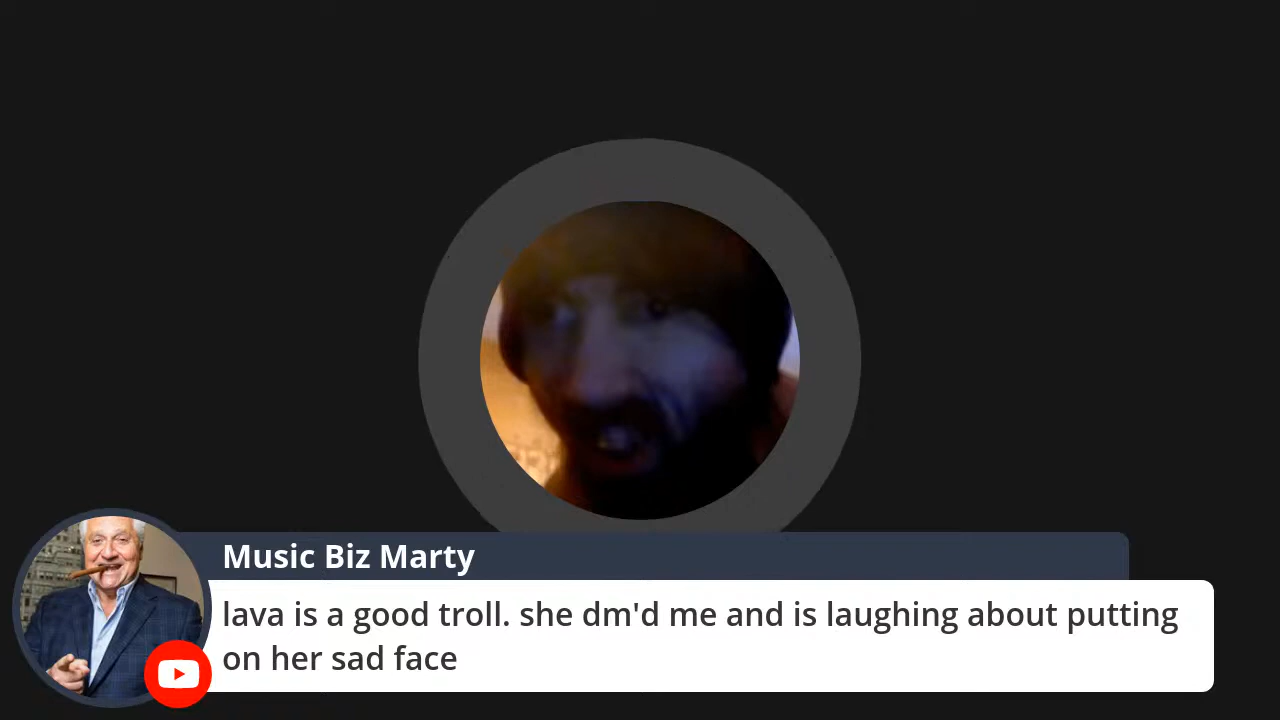 Music Biz Marty
lava is a good troll. she dm'd me and is laughing about putting
on her sad face